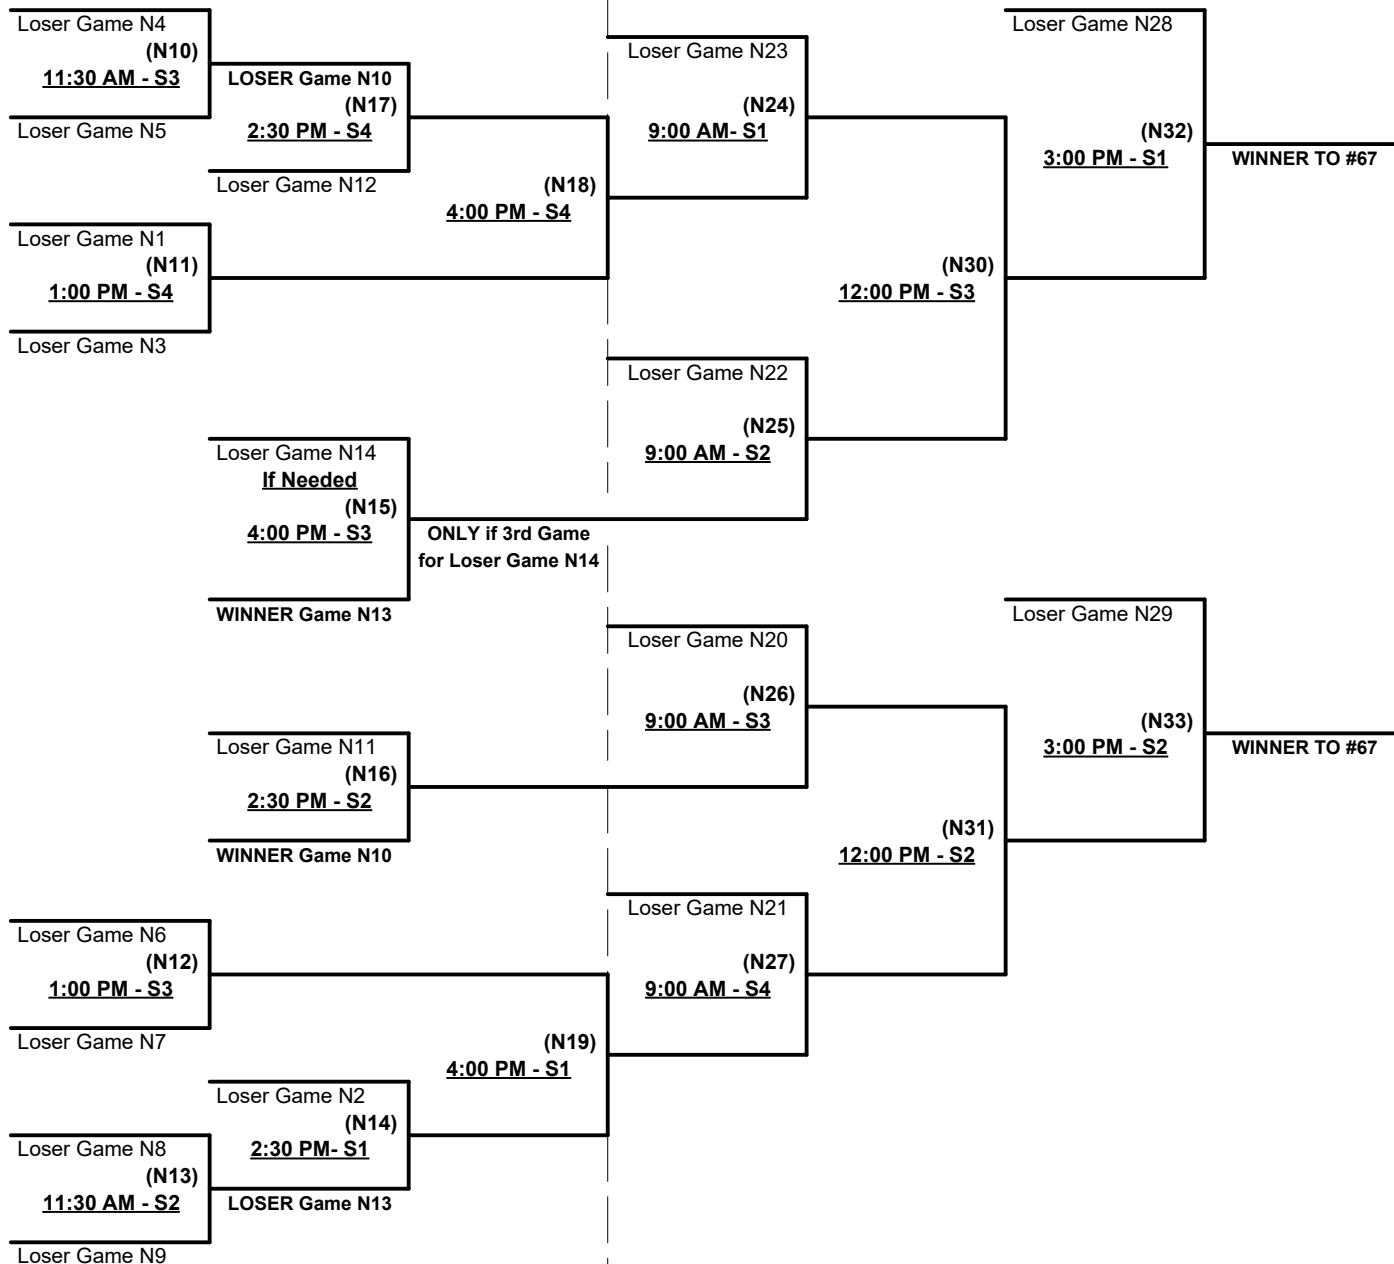 Loser Game N4
(N10)
11:30 AM - S3
Loser Game N5
LOSER Game N10
(N17)
2:30 PM - S4
Loser Game N12
(N18)
4:00 PM - S4
Loser Game N1
(N11)
1:00 PM - S4
Loser Game N3
Loser Game N23
(N24)
9:00 AM- S1
(N30)
12:00 PM - S3
Loser Game N28
(N32)
3:00 PM - S1
WINNER TO #67
Loser Game N22
(N25)
9:00 AM - S2
Loser Game N14
If Needed
(N15)
4:00 PM - S3
ONLY if 3rd Game
for Loser Game N14
WINNER Game N13
Loser Game N20
(N26)
9:00 AM - S3
Loser Game N11
(N16)
2:30 PM - S2
WINNER Game N10
Loser Game N29
(N33)
3:00 PM - S2
WINNER TO #67
(N31)
12:00 PM - S2
Loser Game N21
(N27)
9:00 AM - S4
Loser Game N6
(N12)
1:00 PM - S3
Loser Game N7
(N19)
4:00 PM - S1
Loser Game N2
(N14)
2:30 PM- S1
LOSER Game N13
Loser Game N8
(N13)
11:30 AM - S2
Loser Game N9